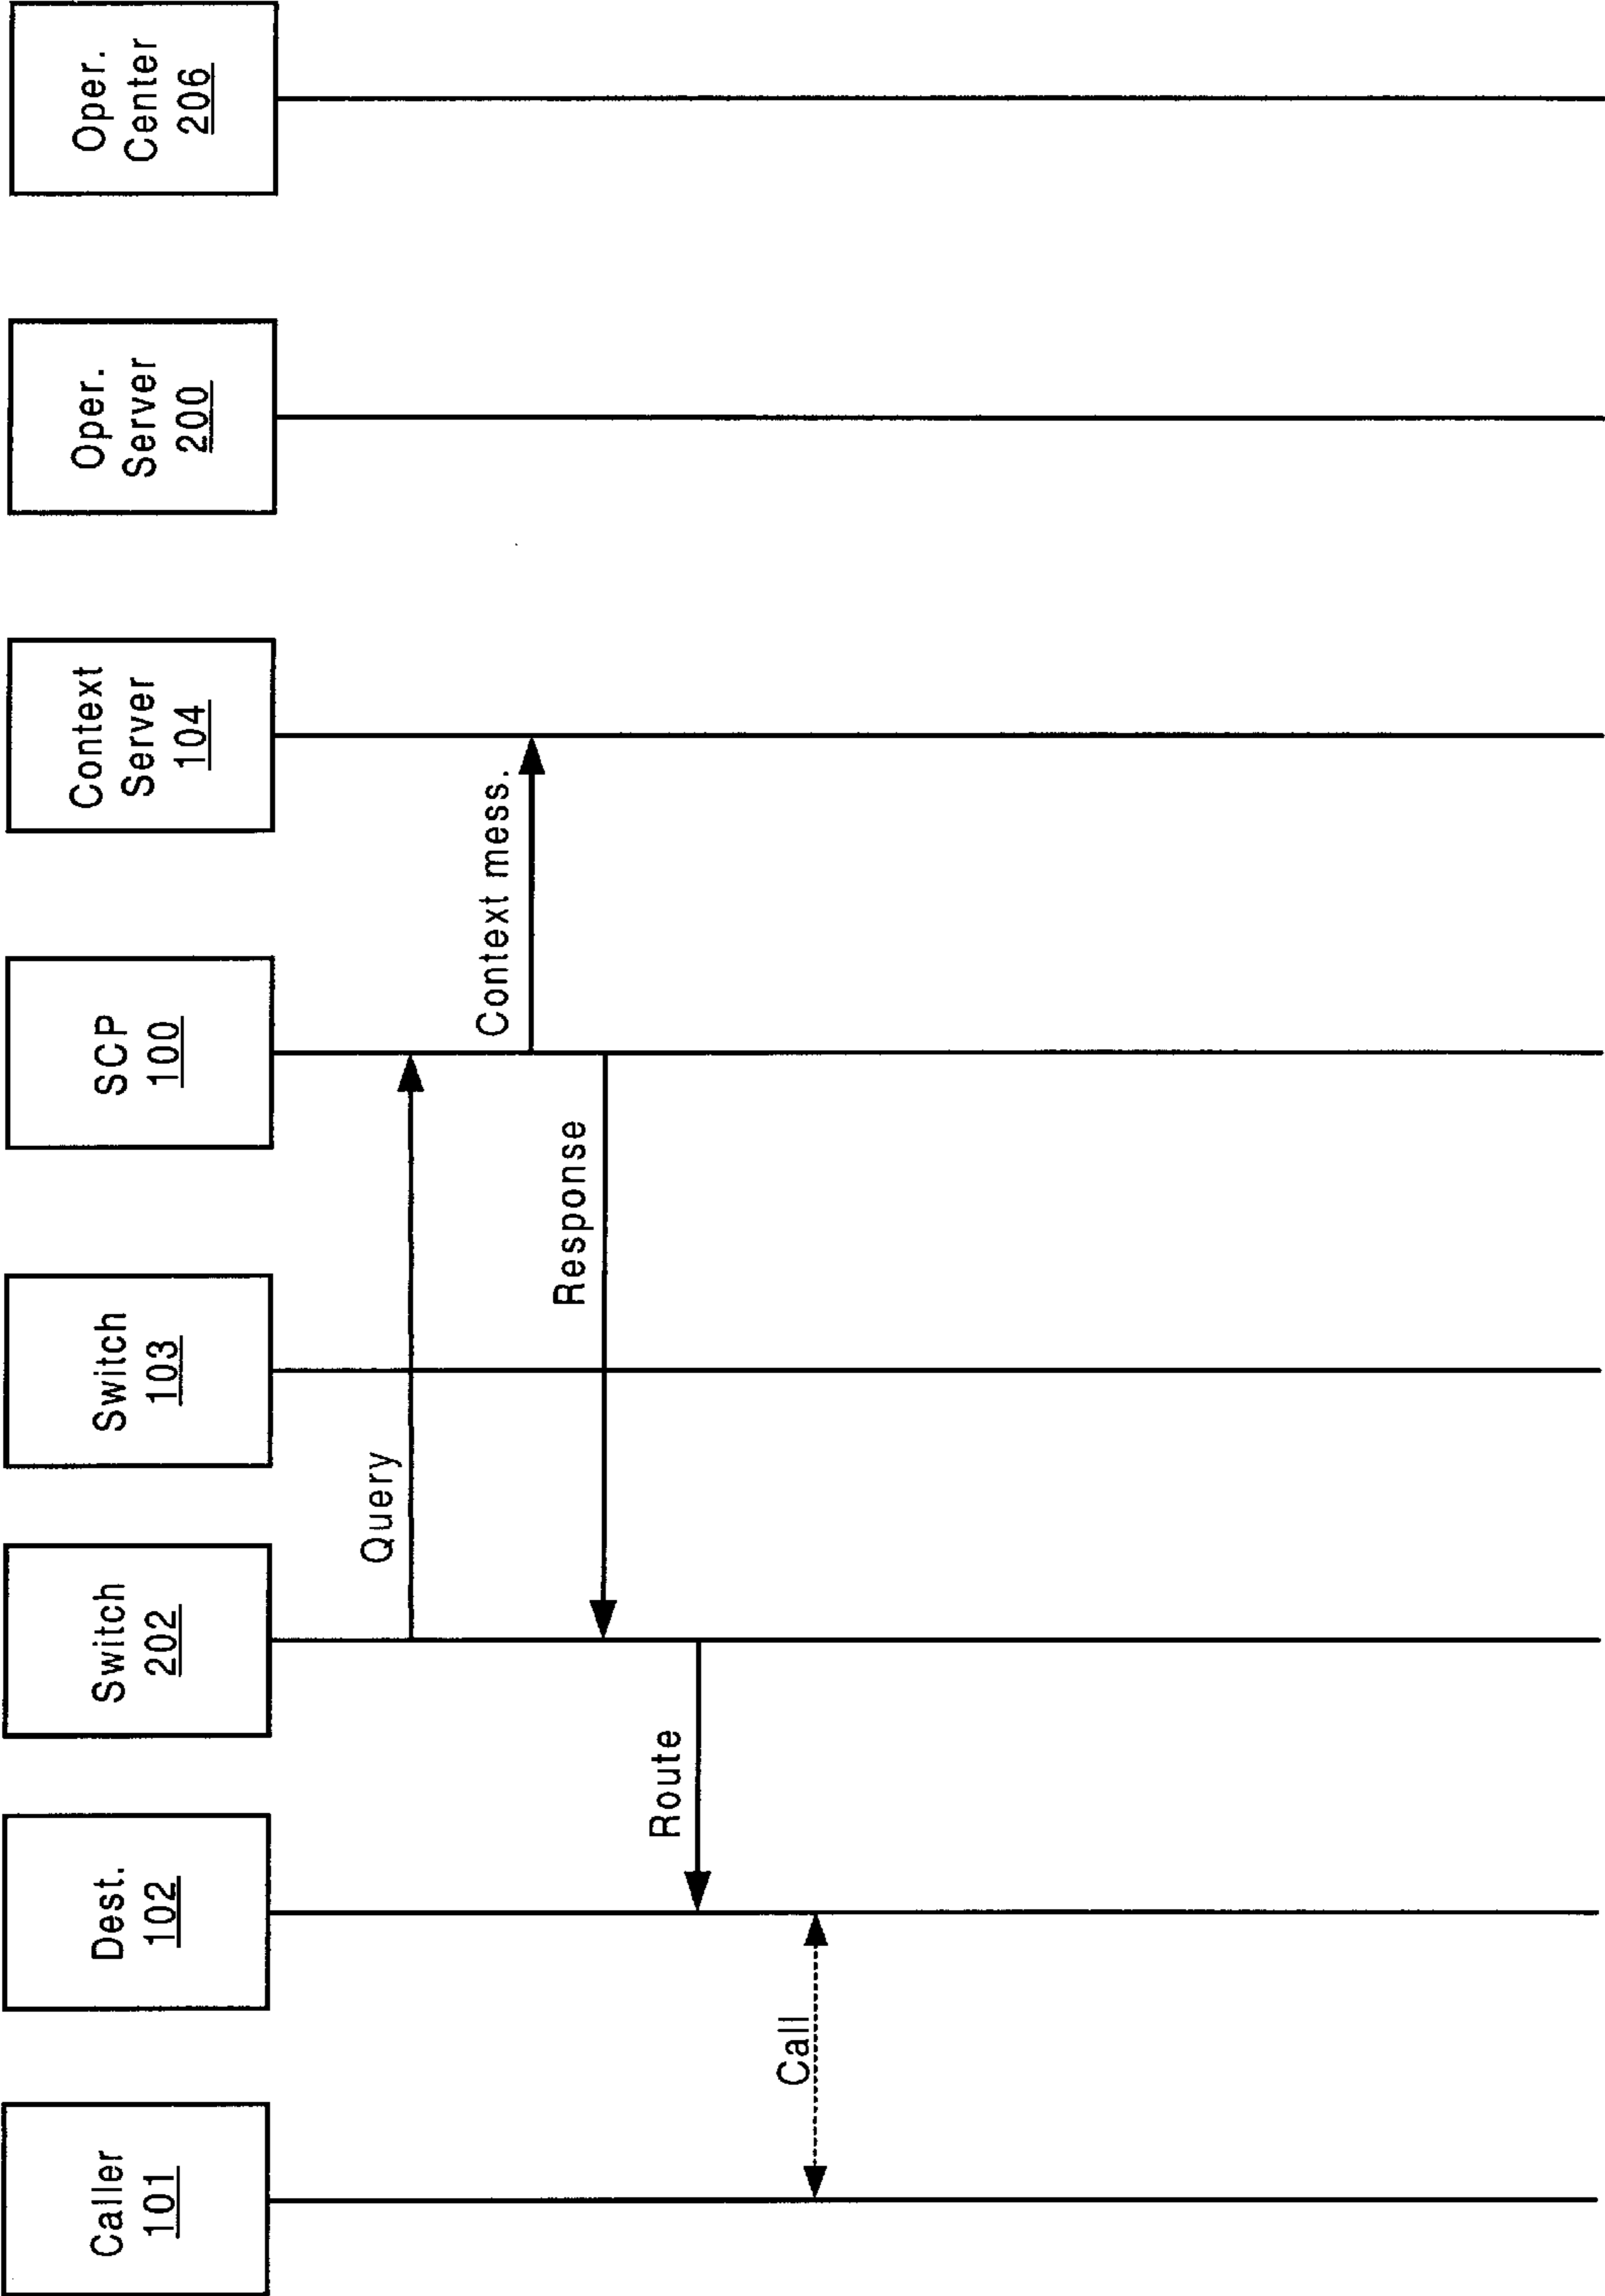 Caller
101
Dest.
102
Switch
202
Switch
103
SCP
100
Context
Server
104
Oper.
Server
200
Oper.
Center
206
Query
Context mess.
Response
Route
Call